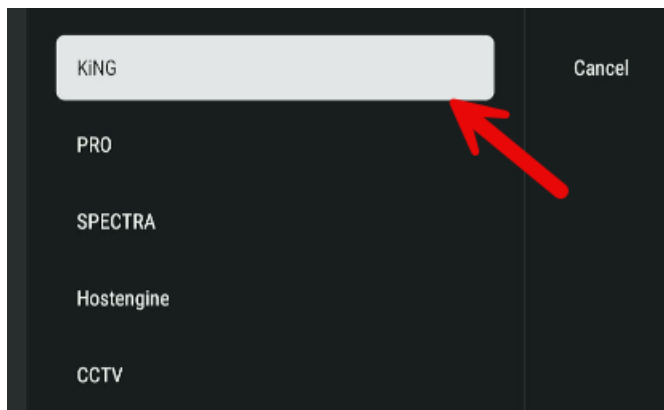 KiNG
Cancel
PRO
SPECTRA
Hostengine
CCTV